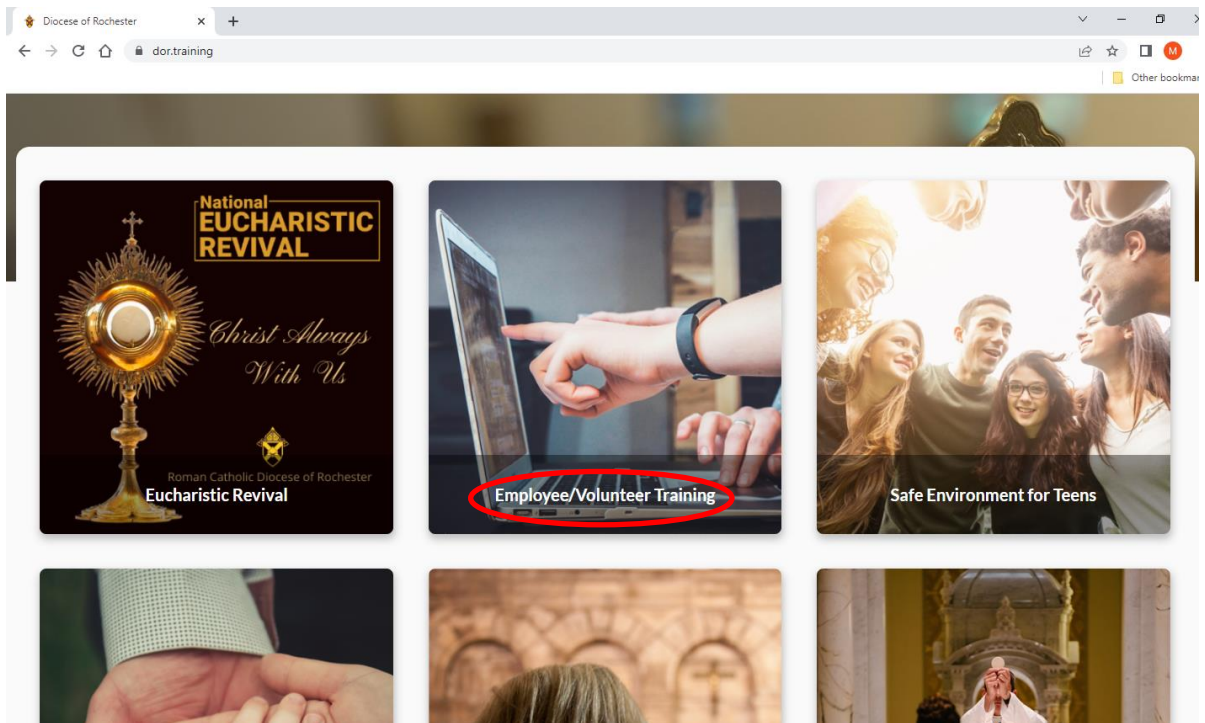 Diocese of Rochester
dor.training
M
Other bookmar
National
EUCHARISTIC
REVIVAL
Christ Always
With Us
Roman Catholic Diocese of Rochester
Eucharistic Revival
Employee/Volunteer Training
Safe Environment for Teens